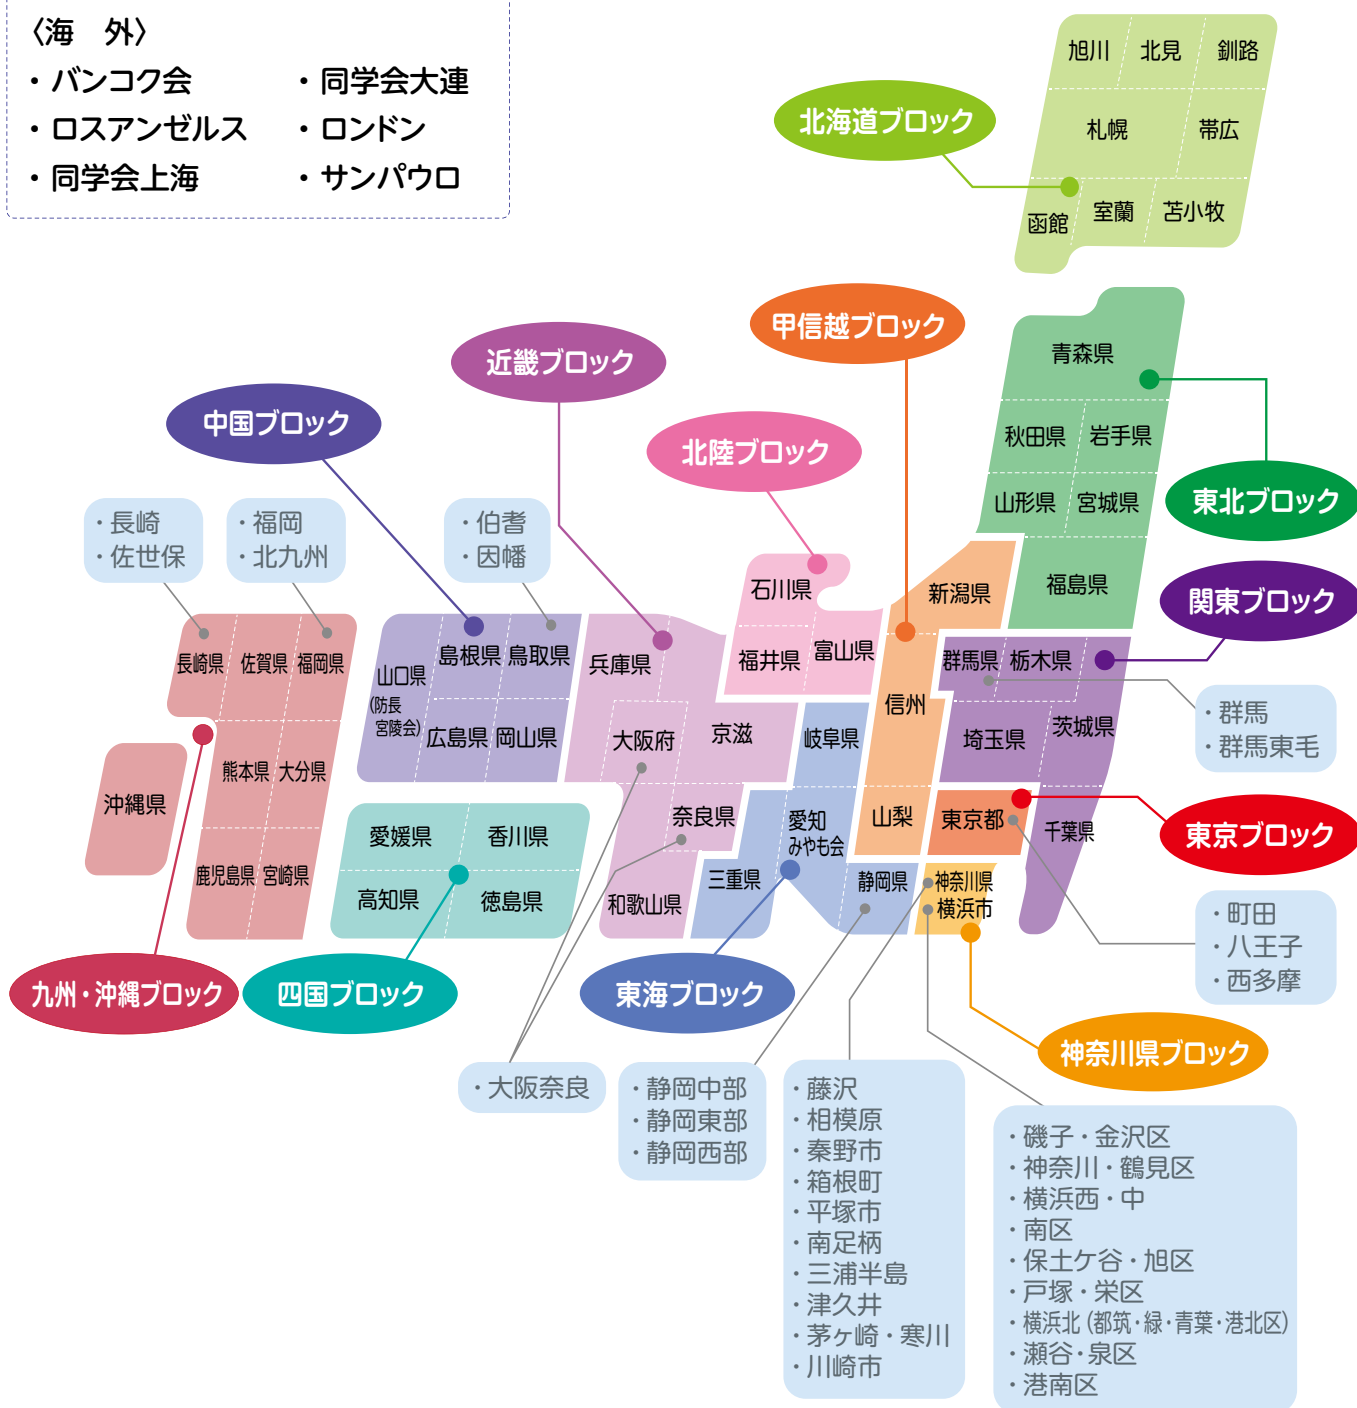 〈海　外〉
・バンコク会
・同学会大連
・ロスアンゼルス
・ロンドン
・同学会上海
・サンパウロ
北海道ブロック
旭川
北見
釧路
札幌
帯広
函館
室蘭
苫小牧
東北ブロック
青森県
秋田県
岩手県
山形県
宮城県
福島県
甲信越ブロック
新潟県
信州
山梨
北陸ブロック
石川県
福井県
富山県
近畿ブロック
兵庫県
大阪府
京滋
奈良県
和歌山県
・大阪奈良
中国ブロック
山口県
(防長
宮陵会)
島根県
鳥取県
広島県
岡山県
・伯耆
・因幡
関東ブロック
群馬県
栃木県
埼玉県
茨城県
千葉県
・群馬
・群馬東毛
東京ブロック
東京都
・町田
・八王子
・西多摩
神奈川県ブロック
神奈川県
横浜市
・藤沢
・相模原
・秦野市
・箱根町
・平塚市
・南足柄
・三浦半島
・津久井
・茅ヶ崎・寒川
・川崎市
・磯子・金沢区
・神奈川・鶴見区
・横浜西・中
・南区
・保土ケ谷・旭区
・戸塚・栄区
・横浜北（都筑・緑・青葉・港北区）
・瀬谷・泉区
・港南区
東海ブロック
岐阜県
愛知
みやも会
三重県
静岡県
・静岡中部
・静岡東部
・静岡西部
四国ブロック
愛媛県
香川県
高知県
徳島県
九州・沖縄ブロック
長崎県
佐賀県
福岡県
熊本県
大分県
沖縄県
鹿児島県
宮崎県
・長崎
・佐世保
・福岡
・北九州